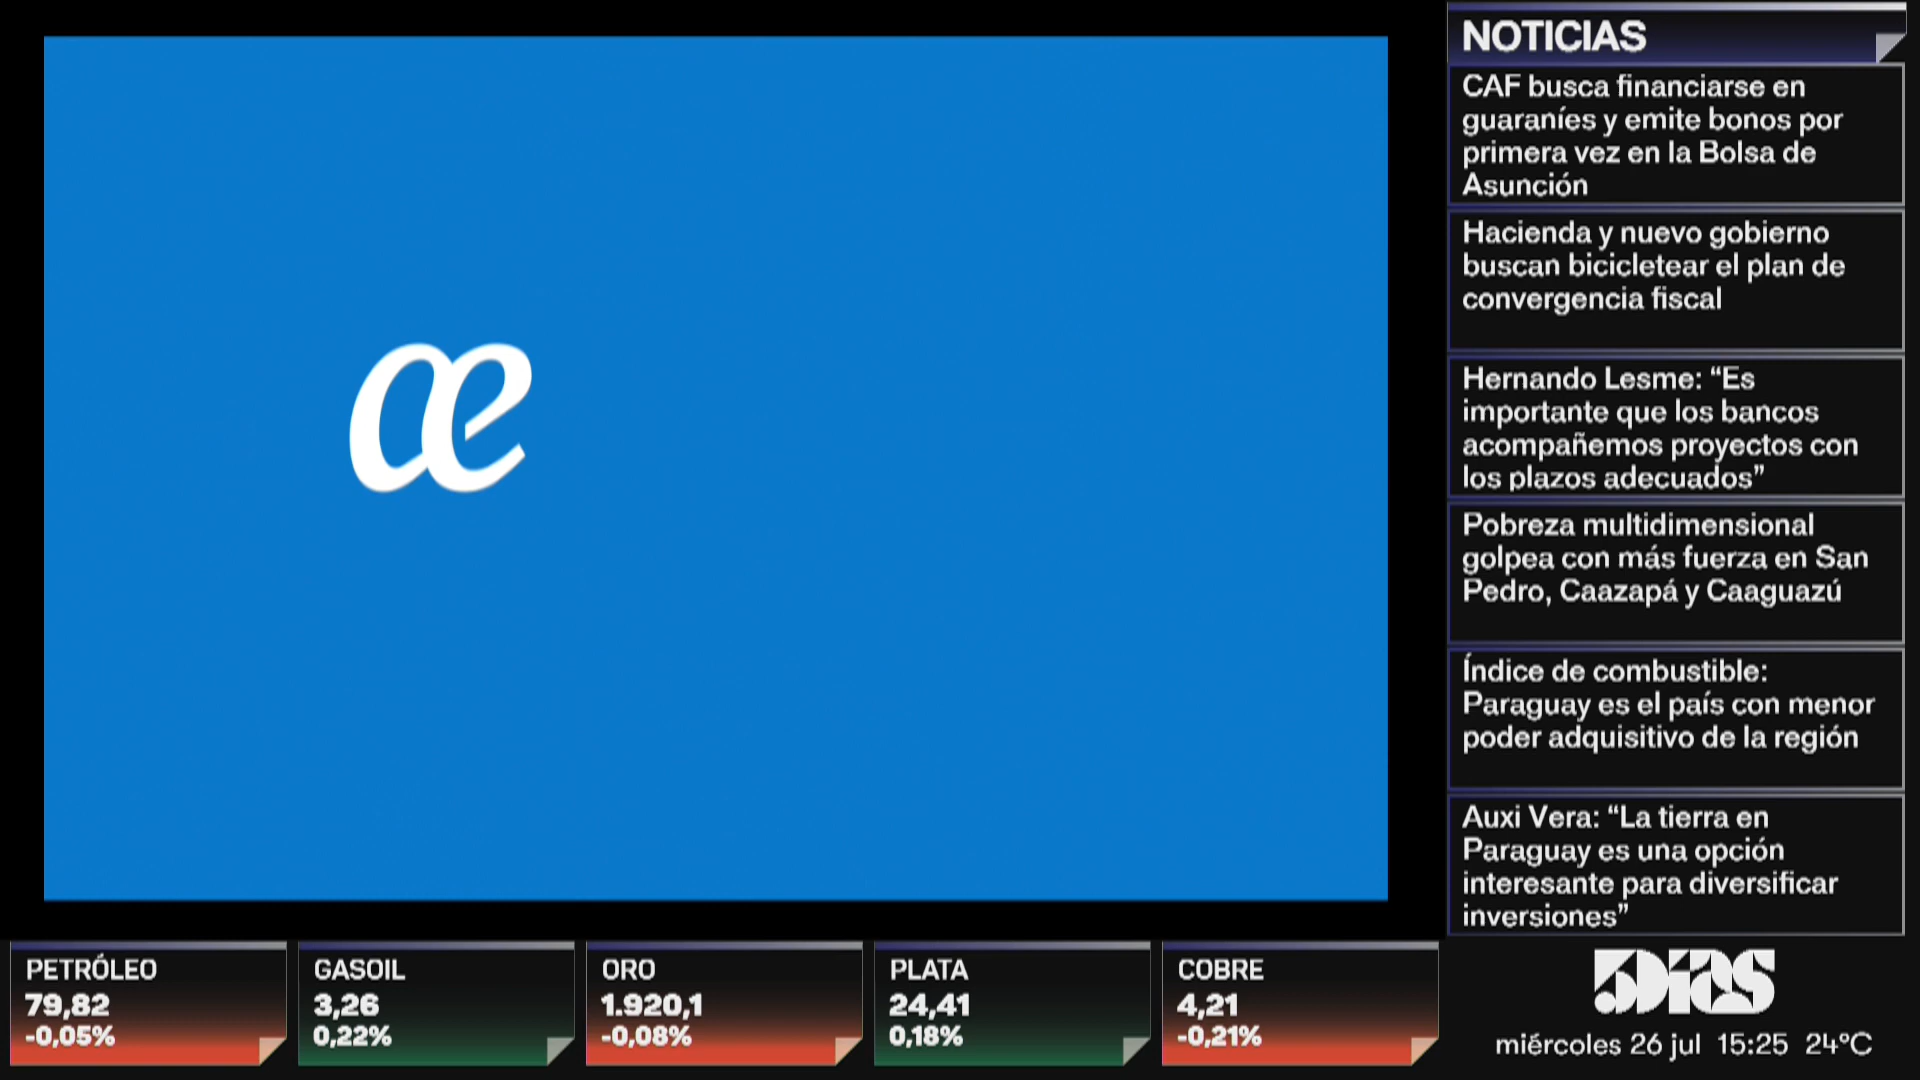 æ
NOTICIAS
CAF busca financiarse en
guaraníes y emite bonos por
primera vez en la Bolsa de
Asunción
Hacienda y nuevo gobierno
buscan bicicletear el plan de
convergencia fiscal
Hernando Lesme: “Es
importante que los bancos
acompañemos proyectos con
los plazos adecuados”
Pobreza multidimensional
golpea con más fuerza en San
Pedro, Caazapá y Caaguazú
Índice de combustible:
Paraguay es el país con menor
poder adquisitivo de la región
Auxi Vera: “La tierra en
Paraguay es una opción
interesante para diversificar
inversiones”
PETRÓLEO
79,82
-0,05%
GASOIL
3,26
0,22%
ORO
1.920,1
-0,08%
PLATA
24,41
0,18%
COBRE
4,21
-0,21%
5DIAS
miércoles 26 jul 15:25 24°C